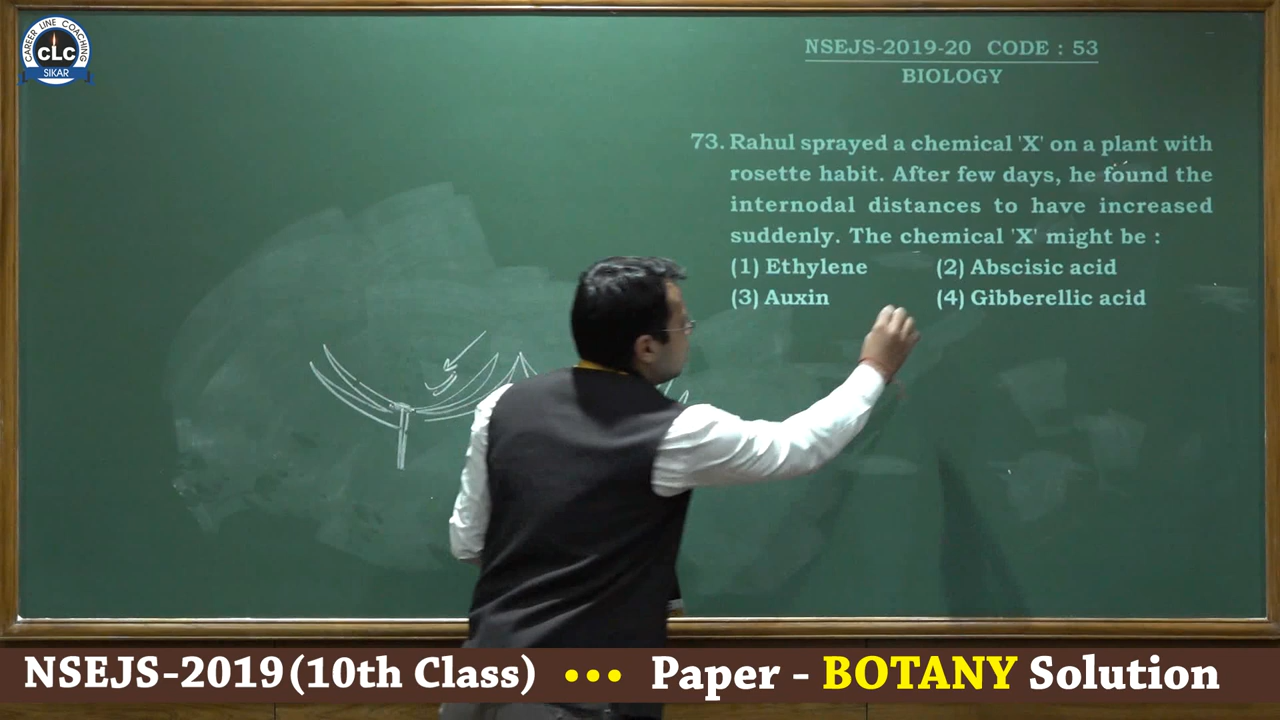 CAREER LINE COACHING
CLC
SIKAR
NSEJS-2019-20 CODE : 53
BIOLOGY
73. Rahul sprayed a chemical 'X' on a plant with
rosette habit. After few days, he found the
internodal distances to have increased
suddenly. The chemical 'X' might be :
(1) Ethylene (2) Abscisic acid
(3) Auxin (4) Gibberellic acid
NSEJS-2019(10th Class) ••• Paper - BOTANY Solution